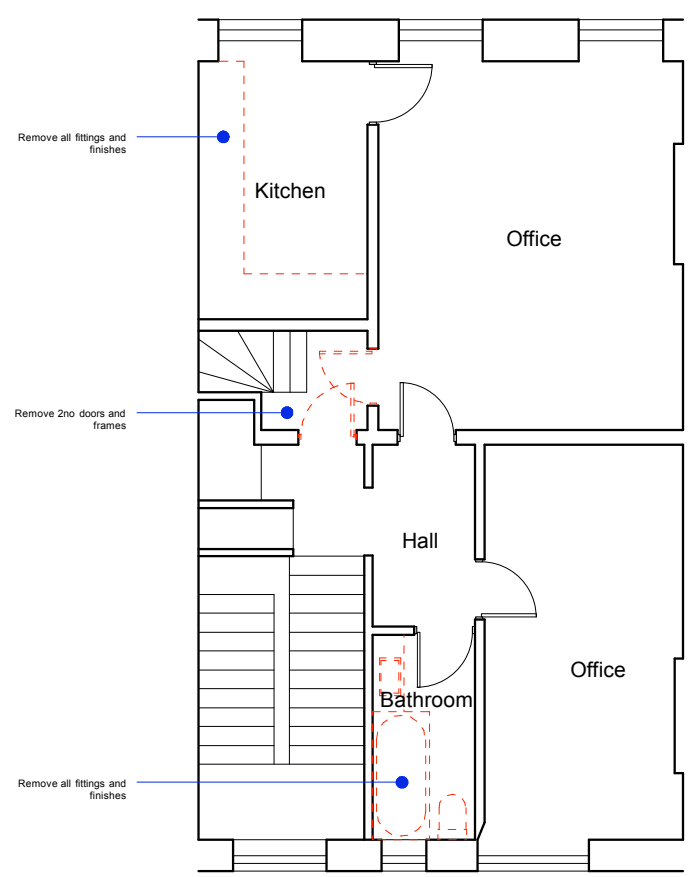 Remove all fittings and
finishes
Kitchen
Office
Remove 2no doors and
frames
Hall
Office
Bathroom
Remove all fittings and
finishes